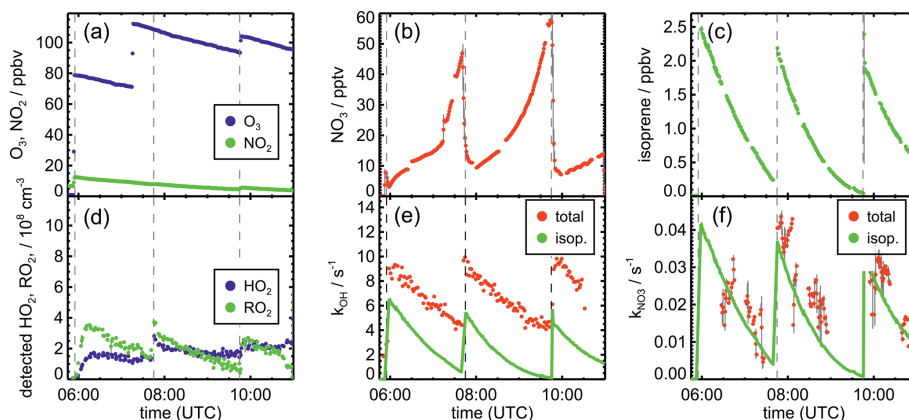 (a)
O3, NO2 / ppbv
100
80
60
40
20
0
O3
NO2
(b)
NO3 / pptv
60
50
40
30
20
10
0
(c)
isoprene / ppbv
2.5
2.0
1.5
1.0
0.5
0.0
(d)
detected HO2, RO2, / 10^8 cm^-3
8
6
4
2
0
HO2
RO2
06:00 08:00 10:00
time (UTC)
(e)
total
isop.
kOH / s^-1
14
12
10
8
6
4
2
0
06:00 08:00 10:00
time (UTC)
(f)
total
isop.
kNO3 / s^-1
0.04
0.03
0.02
0.01
0.00
06:00 08:00 10:00
time (UTC)